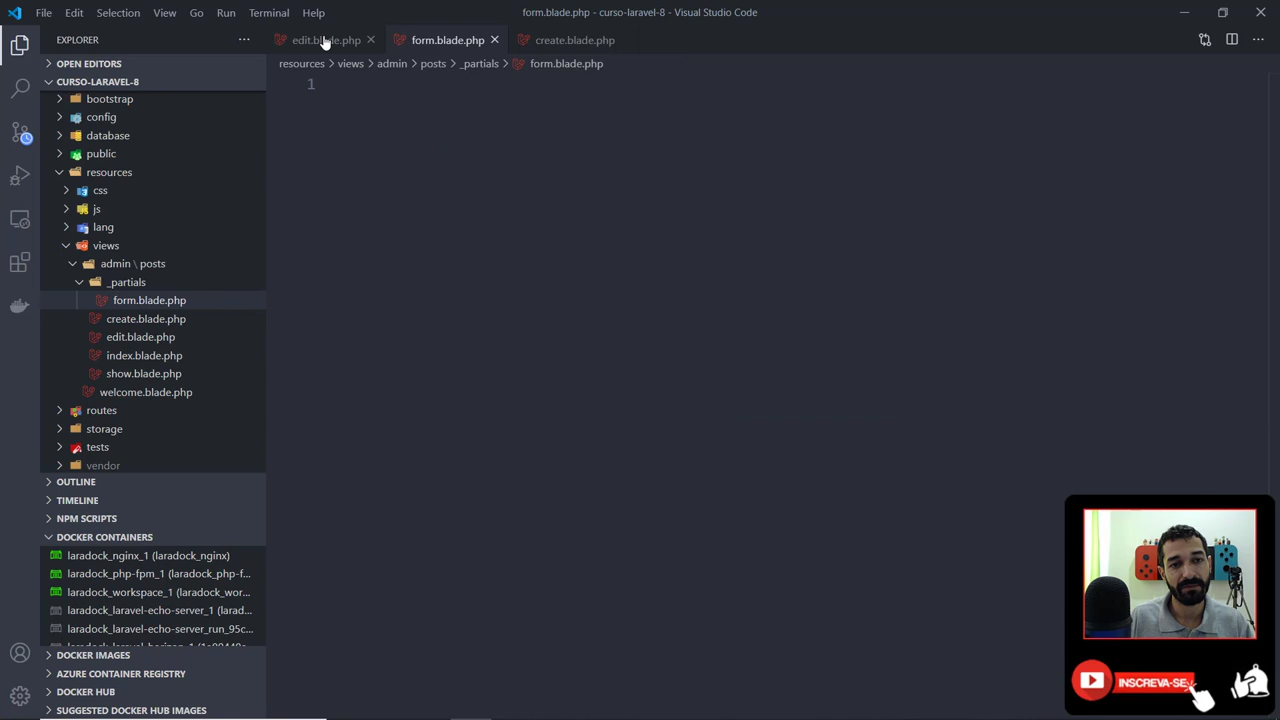 File Edit Selection View Go Run Terminal Help
form.blade.php - curso-laravel-8 - Visual Studio Code
EXPLORER
edit.blade.php
form.blade.php
create.blade.php
resources > views > admin > posts > _partials > form.blade.php
1
OPEN EDITORS
CURSO-LARAVEL-8
bootstrap
config
database
public
resources
css
js
lang
views
admin \ posts
_partials
form.blade.php
create.blade.php
edit.blade.php
index.blade.php
show.blade.php
welcome.blade.php
routes
storage
tests
vendor
OUTLINE
TIMELINE
NPM SCRIPTS
DOCKER CONTAINERS
laradock_nginx_1 (laradock_nginx)
laradock_php-fpm_1 (laradock_php-f...
laradock_workspace_1 (laradock_wor...
laradock_laravel-echo-server_1 (larad...
laradock_laravel-echo-server_run_95c...
DOCKER IMAGES
AZURE CONTAINER REGISTRY
DOCKER HUB
SUGGESTED DOCKER HUB IMAGES
INSCREVA-SE